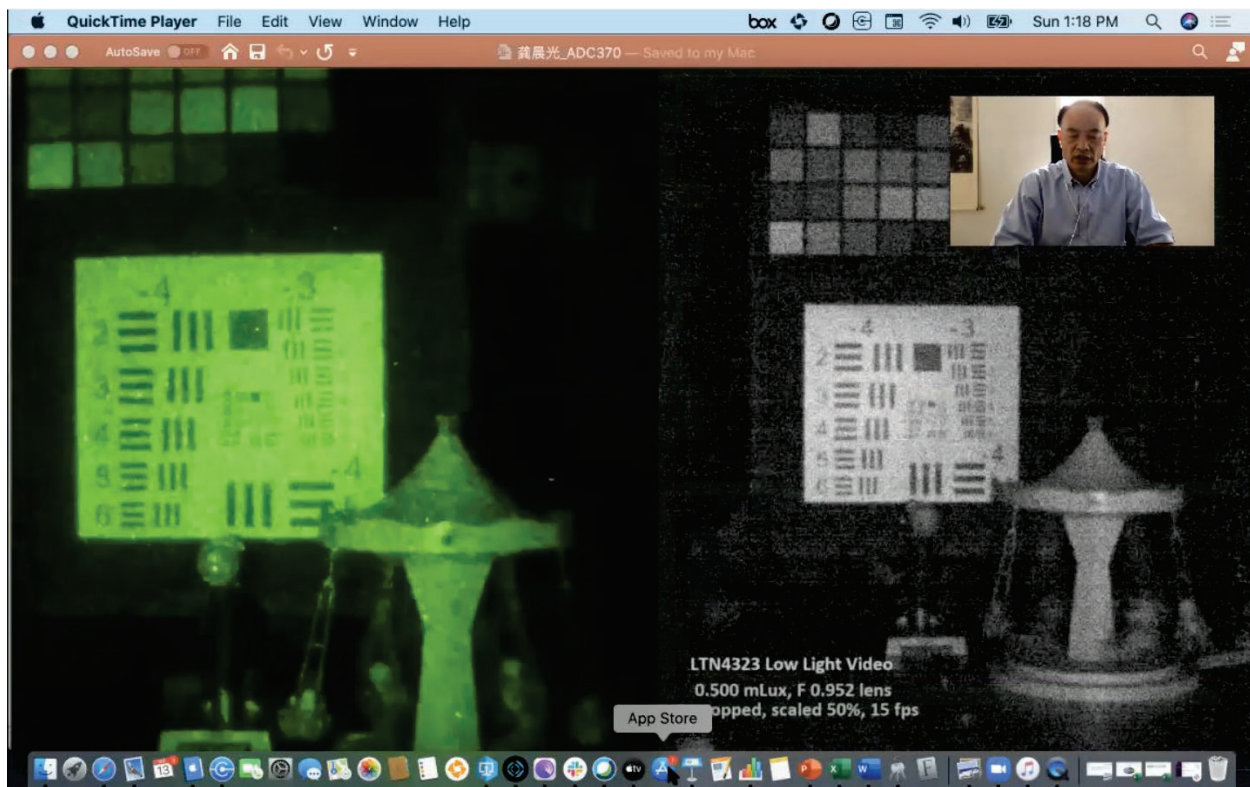 QuickTime Player File Edit View Window Help box Sun 1:18 PM
AutoSave OFF 龚晨光_ADC370 — Saved to my Mac
-4 -3
2
3
4
5
6
-4
-4 -3
2
3
4
5
6
-4
LTN4323 Low Light Video
0.500 mLux, F 0.952 lens
opped, scaled 50%, 15 fps
App Store
13
tv